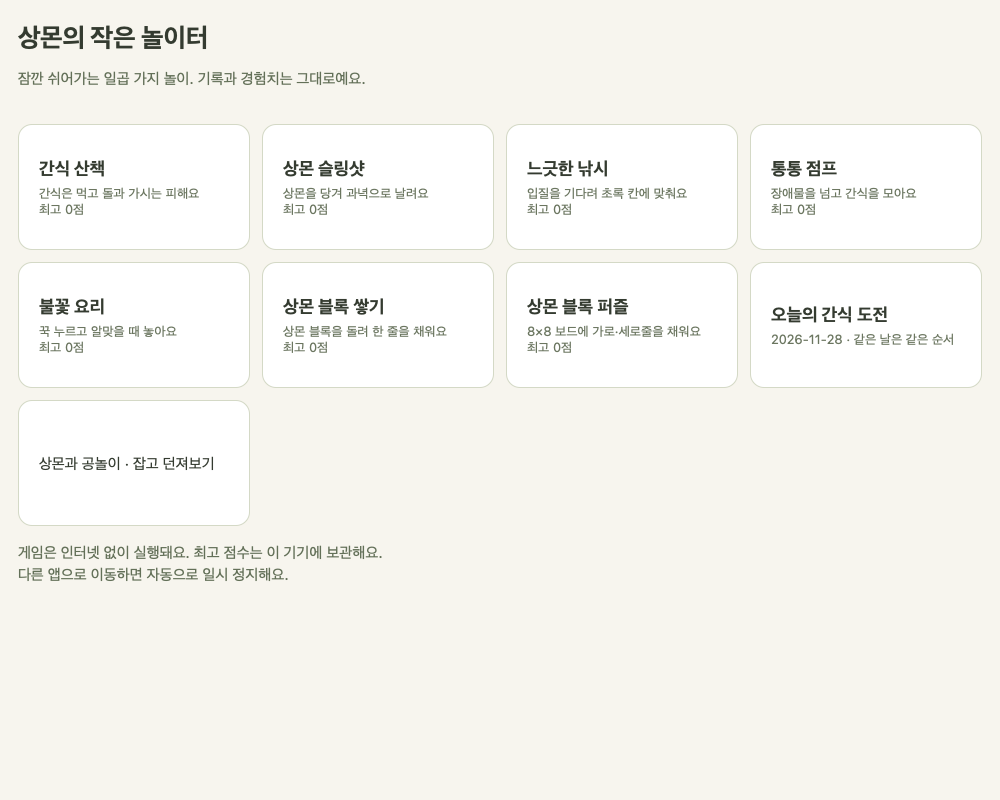 상몬의 작은 놀이터
잠깐 쉬어가는 일곱 가지 놀이. 기록과 경험치는 그대로예요.
간식 산책
간식은 먹고 돌과 가시는 피해요
최고 0점
상몬 슬링샷
상몬을 당겨 과녁으로 날려요
최고 0점
느긋한 낚시
입질을 기다려 초록 칸에 맞춰요
최고 0점
통통 점프
장애물을 넘고 간식을 모아요
최고 0점
불꽃 요리
꾹 누르고 알맞을 때 놓아요
최고 0점
상몬 블록 쌓기
상몬 블록을 돌려 한 줄을 채워요
최고 0점
상몬 블록 퍼즐
8×8 보드에 가로·세로줄을 채워요
최고 0점
오늘의 간식 도전
2026-11-28 · 같은 날은 같은 순서
상몬과 공놀이 · 잡고 던져보기
게임은 인터넷 없이 실행돼요. 최고 점수는 이 기기에 보관해요.
다른 앱으로 이동하면 자동으로 일시 정지해요.